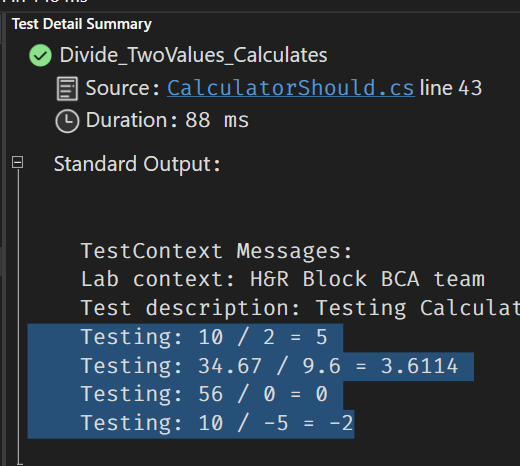 Test Detail Summary
Divide_TwoValues_Calculates
Source: CalculatorShould.cs line 43
Duration: 88 ms
Standard Output:
TestContext Messages:
Lab context: H&R Block BCA team
Test description: Testing Calculat
Testing: 10 / 2 = 5
Testing: 34.67 / 9.6 = 3.6114
Testing: 56 / 0 = 0
Testing: 10 / -5 = -2